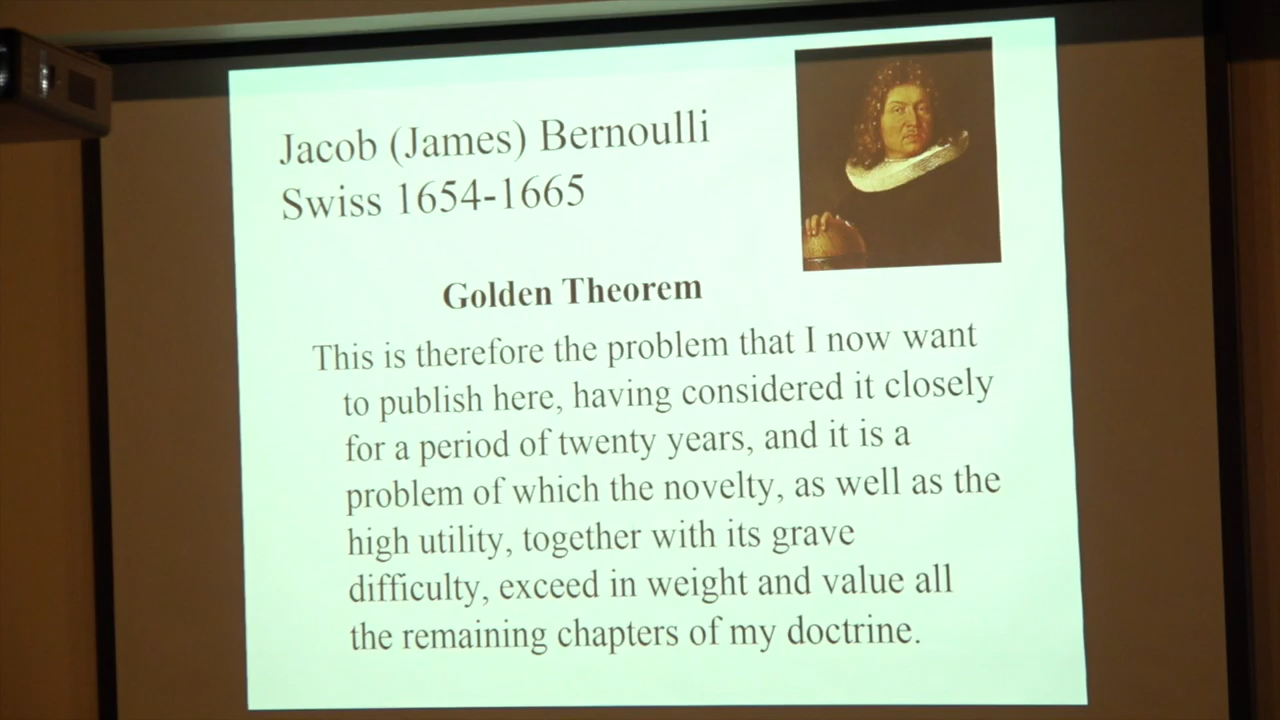 Jacob (James) Bernoulli
Swiss 1654-1665
Golden Theorem
This is therefore the problem that I now want
to publish here, having considered it closely
for a period of twenty years, and it is a
problem of which the novelty, as well as the
high utility, together with its grave
difficulty, exceed in weight and value all
the remaining chapters of my doctrine.